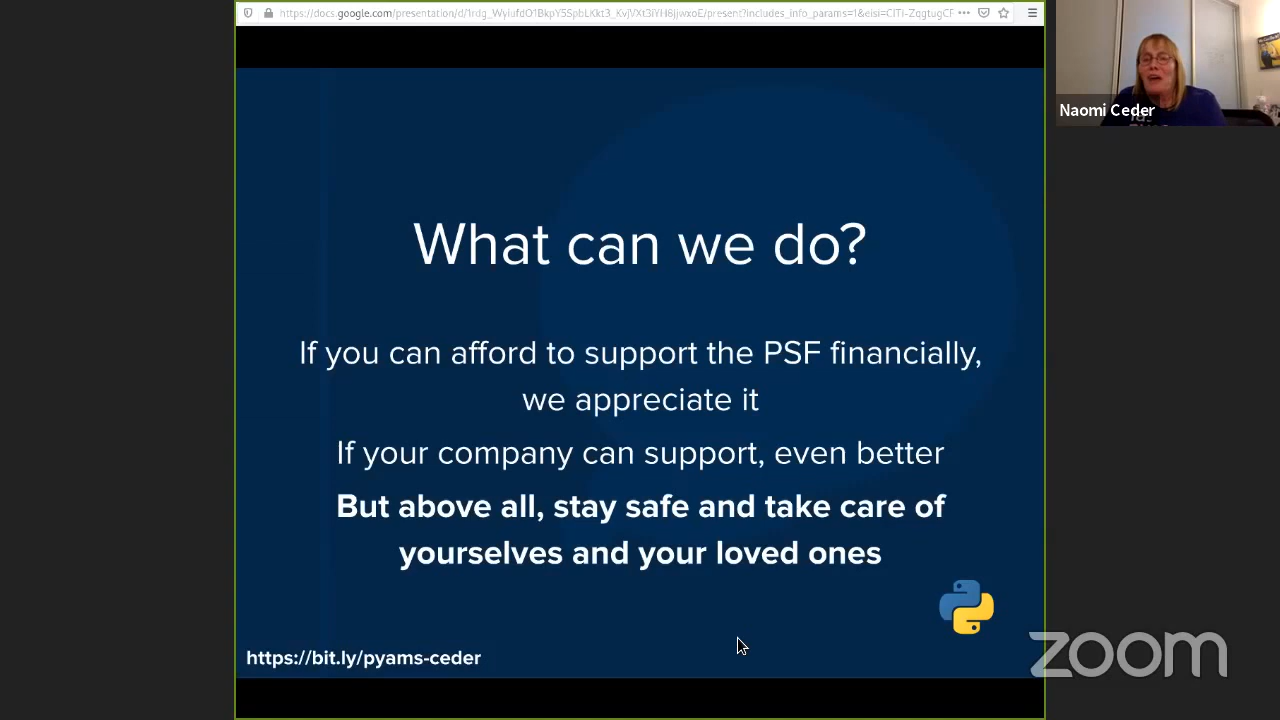 Naomi Ceder
What can we do?
If you can afford to support the PSF financially,
we appreciate it
If your company can support, even better
But above all, stay safe and take care of
yourselves and your loved ones
https://bit.ly/pyams-ceder
zoom